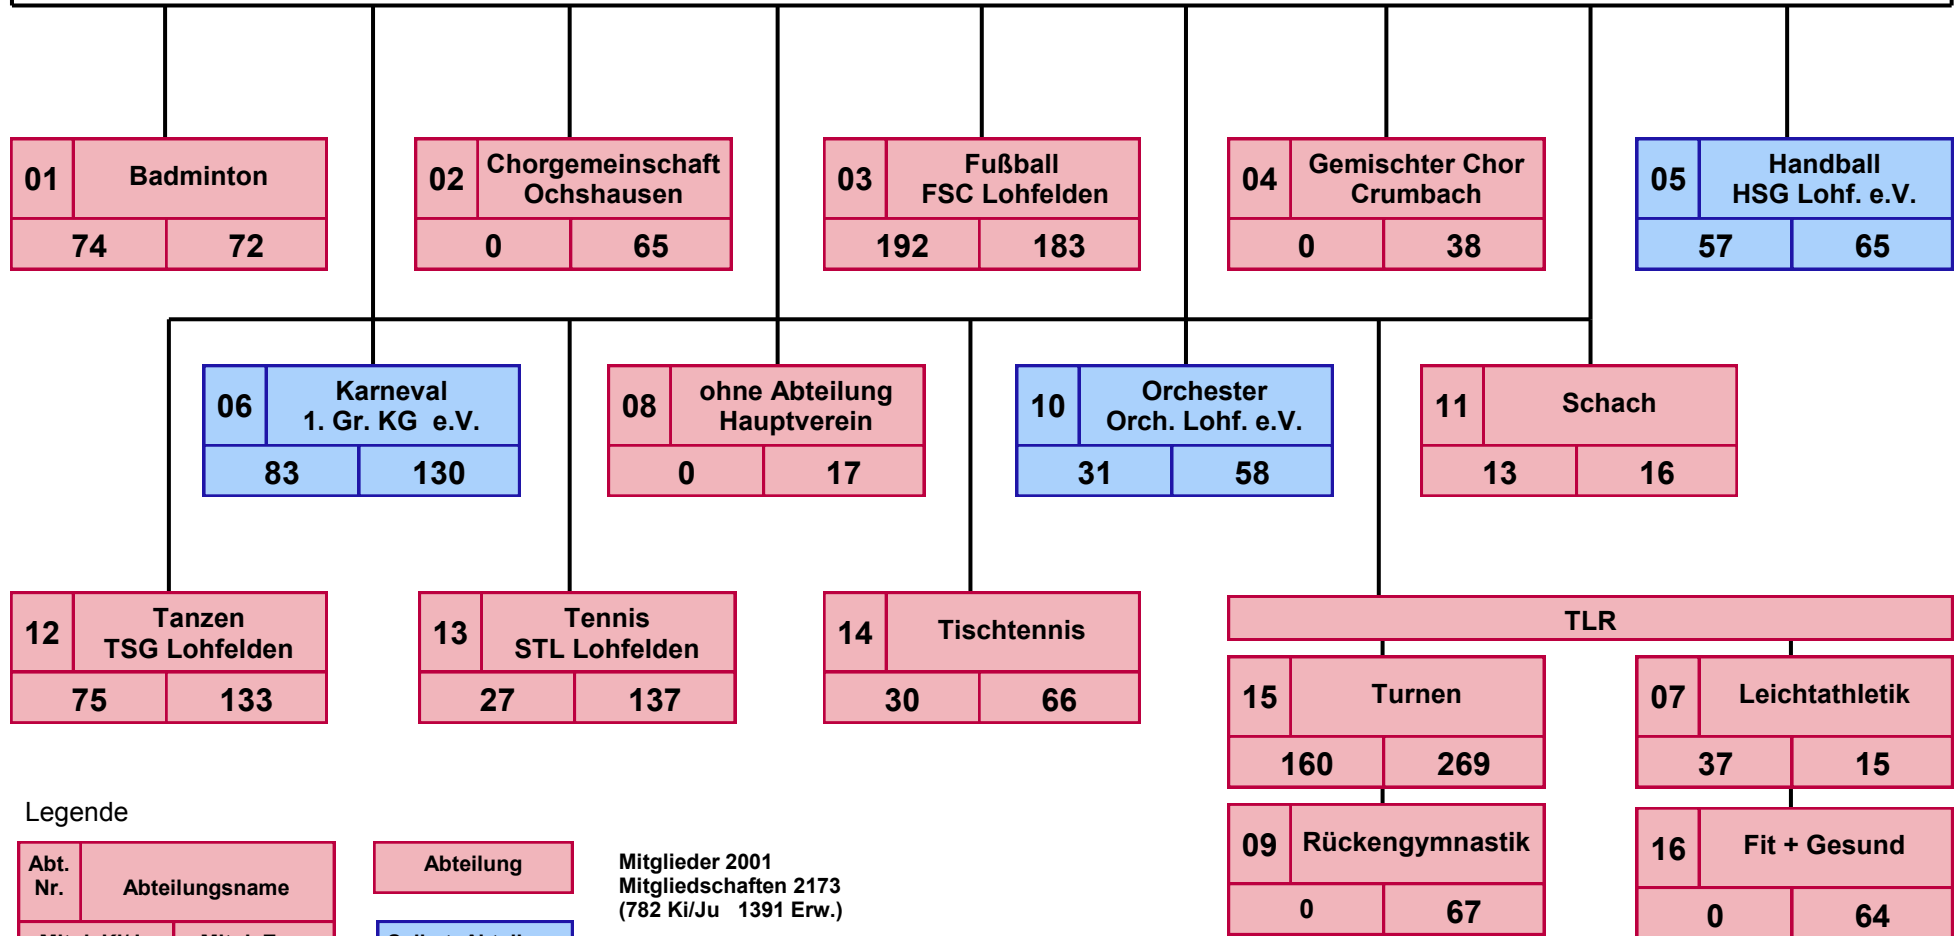 01
Badminton
74 72
02
Chorgemeinschaft
Ochshausen
0 65
03
Fußball
FSC Lohfelden
192 183
04
Gemischter Chor
Crumbach
0 38
05
Handball
HSG Lohf. e.V.
57 65
06
Karneval
1. Gr. KG e.V.
83 130
08
ohne Abteilung
Hauptverein
0 17
10
Orchester
Orch. Lohf. e.V.
31 58
11
Schach
13 16
12
Tanzen
TSG Lohfelden
75 133
13
Tennis
STL Lohfelden
27 137
14
Tischtennis
30 66
TLR
15
Turnen
160 269
07
Leichtathletik
37 15
09
Rückengymnastik
0 67
16
Fit + Gesund
0 64
Legende
Abt.
Nr.
Abteilungsname
Abteilung
Mitglieder 2001
Mitgliedschaften 2173
(782 Ki/Ju 1391 Erw.)